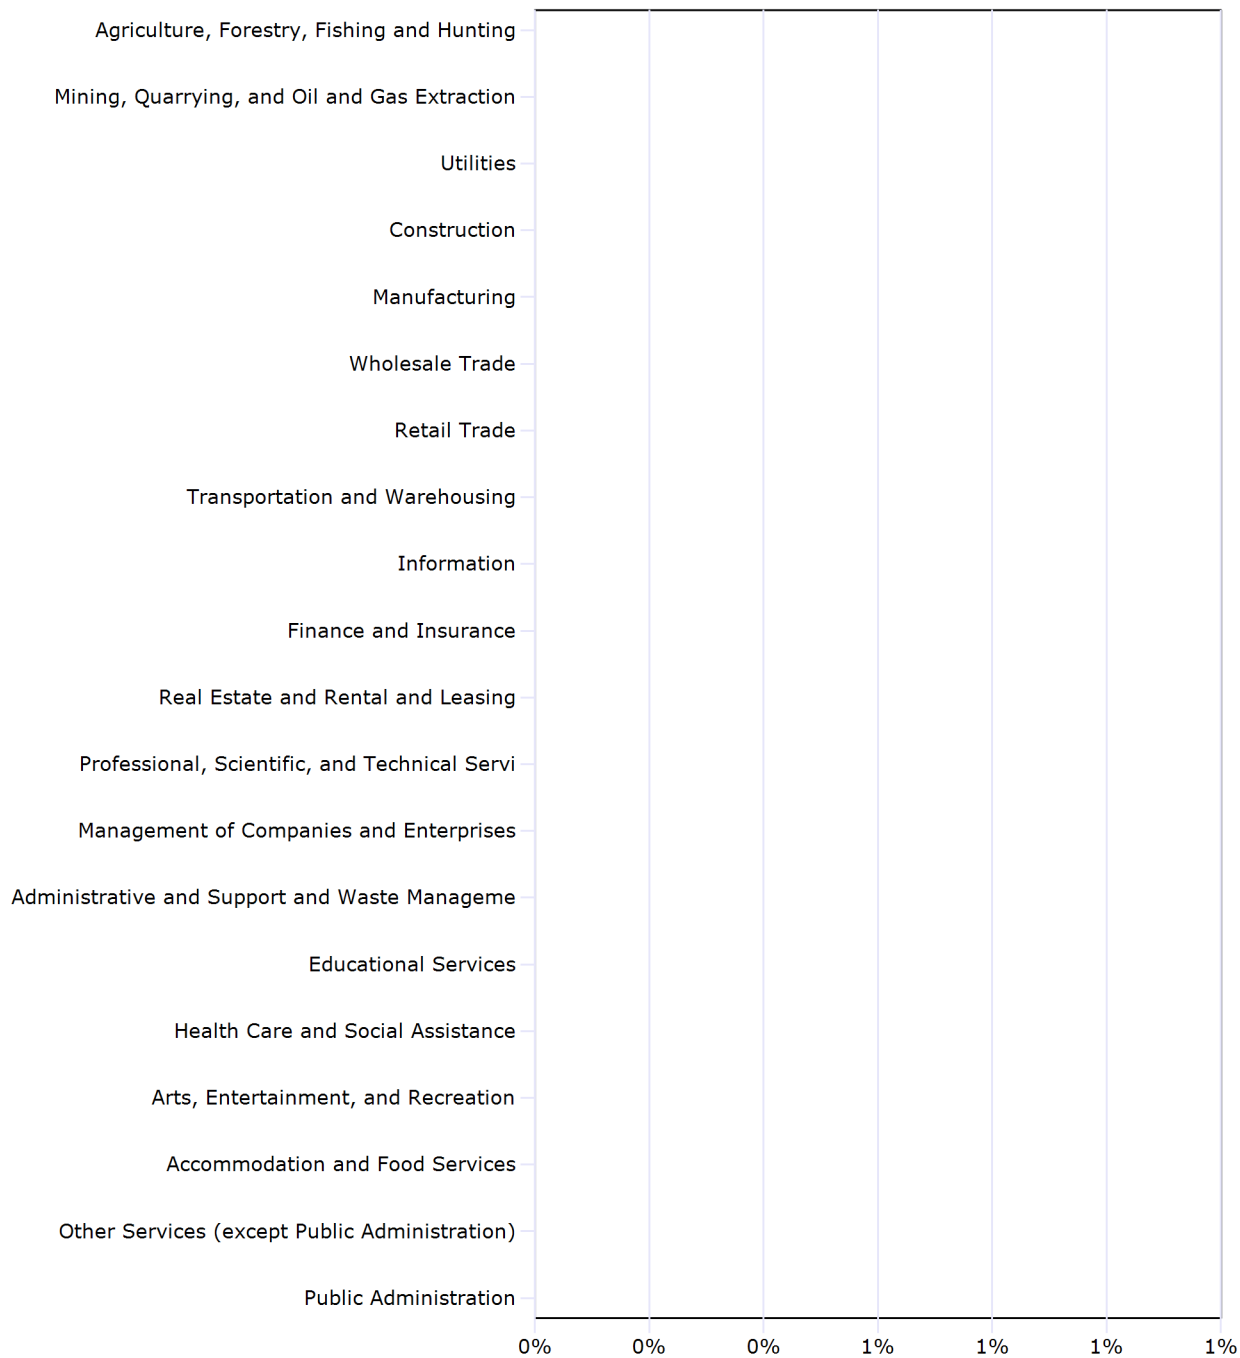 Agriculture, Forestry, Fishing and Hunting
Mining, Quarrying, and Oil and Gas Extraction
Utilities
Construction
Manufacturing
Wholesale Trade
Retail Trade
Transportation and Warehousing
Information
Finance and Insurance
Real Estate and Rental and Leasing
Professional, Scientific, and Technical Servi
Management of Companies and Enterprises
Administrative and Support and Waste Manageme
Educational Services
Health Care and Social Assistance
Arts, Entertainment, and Recreation
Accommodation and Food Services
Other Services (except Public Administration)
Public Administration
0% 0% 0% 1% 1% 1% 1%